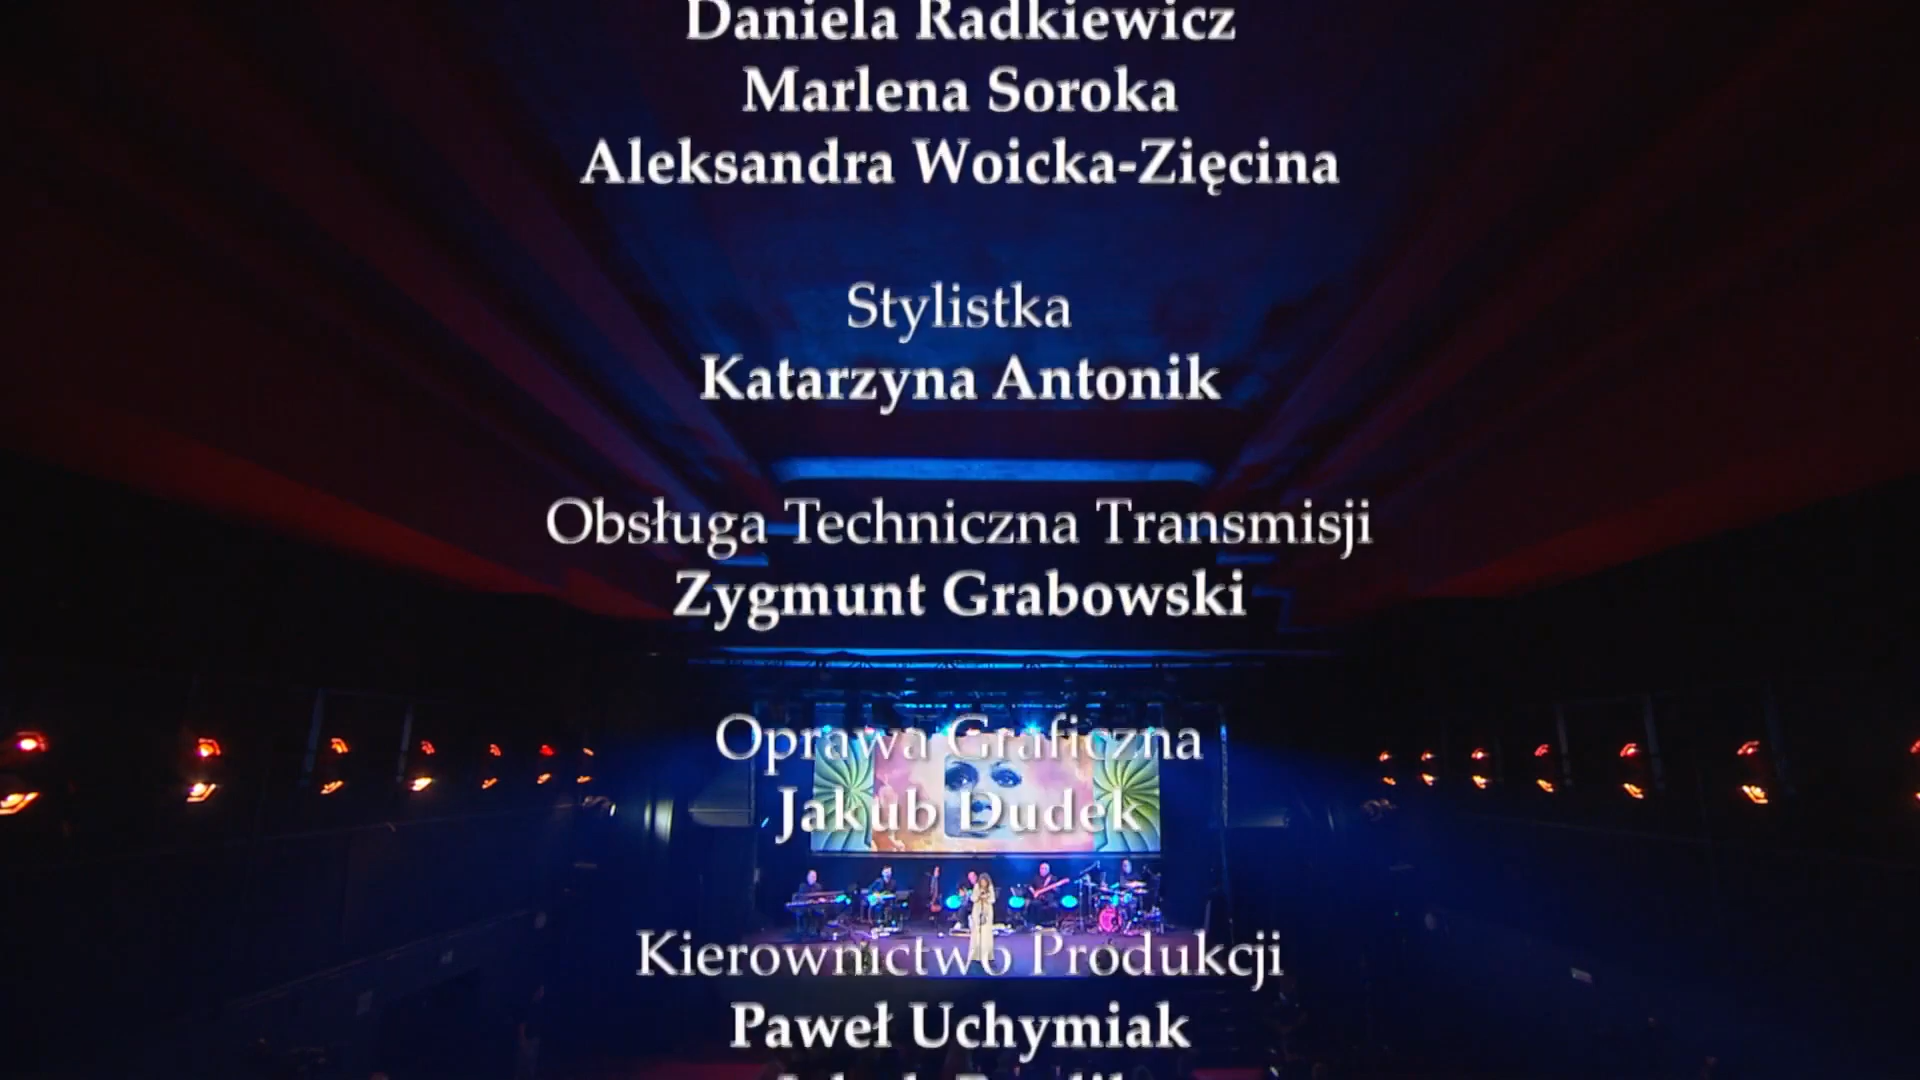 Daniela Radkiewicz
Marlena Soroka
Aleksandra Woicka-Zięcina
Stylistka
Katarzyna Antonik
Obsługa Techniczna Transmisji
Zygmunt Grabowski
Oprawa Graficzna
Jakub Dudek
Kierownictwo Produkcji
Paweł Uchymiak